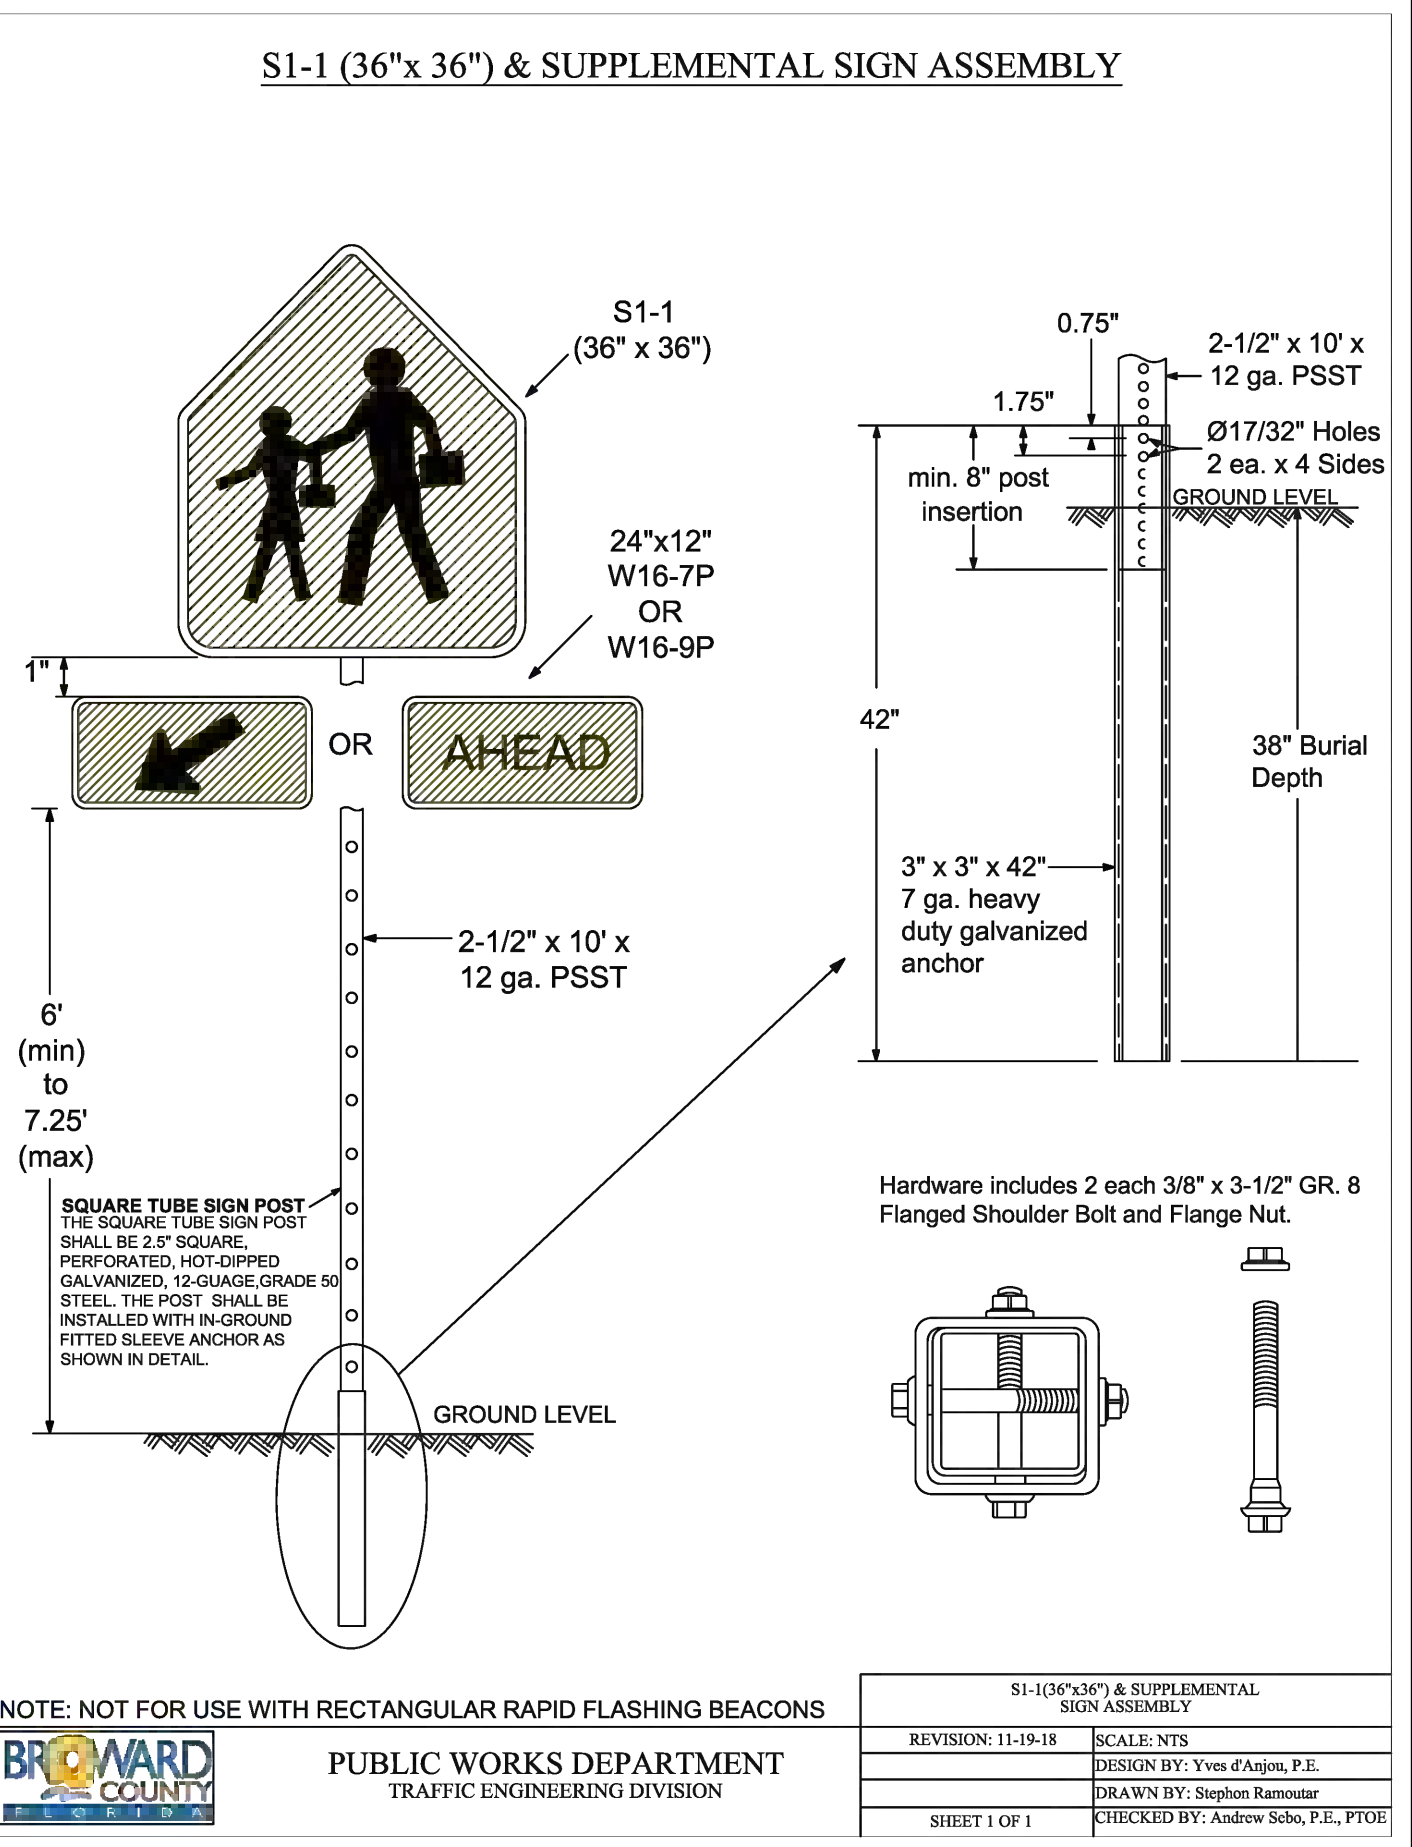 S1-1 (36"x 36") & SUPPLEMENTAL SIGN ASSEMBLY
S1-1
(36" x 36")
24"x12"
W16-7P
OR
W16-9P
1"
OR
AHEAD
2-1/2" x 10' x
12 ga. PSST
6'
(min)
to
7.25'
(max)
SQUARE TUBE SIGN POST
THE SQUARE TUBE SIGN POST
SHALL BE 2.5" SQUARE,
PERFORATED, HOT-DIPPED
GALVANIZED, 12-GUAGE,GRADE 50
STEEL. THE POST SHALL BE
INSTALLED WITH IN-GROUND
FITTED SLEEVE ANCHOR AS
SHOWN IN DETAIL.
GROUND LEVEL
0.75"
2-1/2" x 10' x
12 ga. PSST
1.75"
Ø17/32" Holes
2 ea. x 4 Sides
min. 8" post
insertion
GROUND LEVEL
42"
38" Burial
Depth
3" x 3" x 42"
7 ga. heavy
duty galvanized
anchor
Hardware includes 2 each 3/8" x 3-1/2" GR. 8
Flanged Shoulder Bolt and Flange Nut.
NOTE: NOT FOR USE WITH RECTANGULAR RAPID FLASHING BEACONS
BROWARD
COUNTY
FLORIDA
PUBLIC WORKS DEPARTMENT
TRAFFIC ENGINEERING DIVISION
S1-1(36"x36") & SUPPLEMENTAL
SIGN ASSEMBLY
REVISION: 11-19-18
SCALE: NTS
DESIGN BY: Yves d'Anjou, P.E.
DRAWN BY: Stephon Ramoutar
SHEET 1 OF 1
CHECKED BY: Andrew Sebo, P.E., PTOE